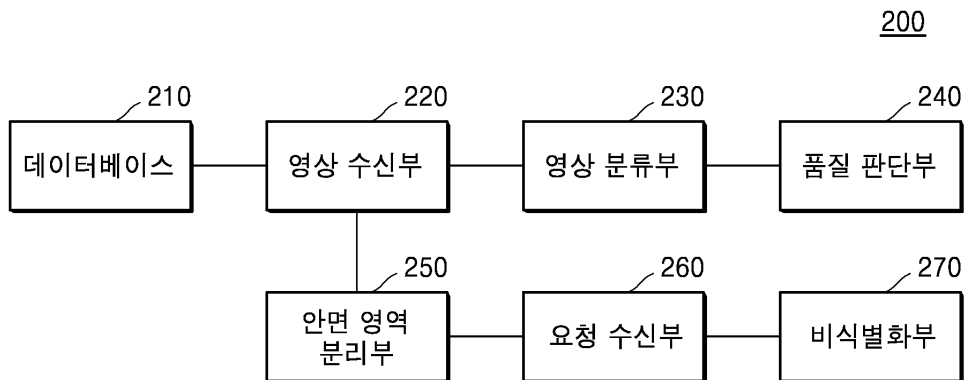 200
210
220
230
240
데이터베이스
영상 수신부
영상 분류부
품질 판단부
250
260
270
안면 영역
분리부
요청 수신부
비식별화부